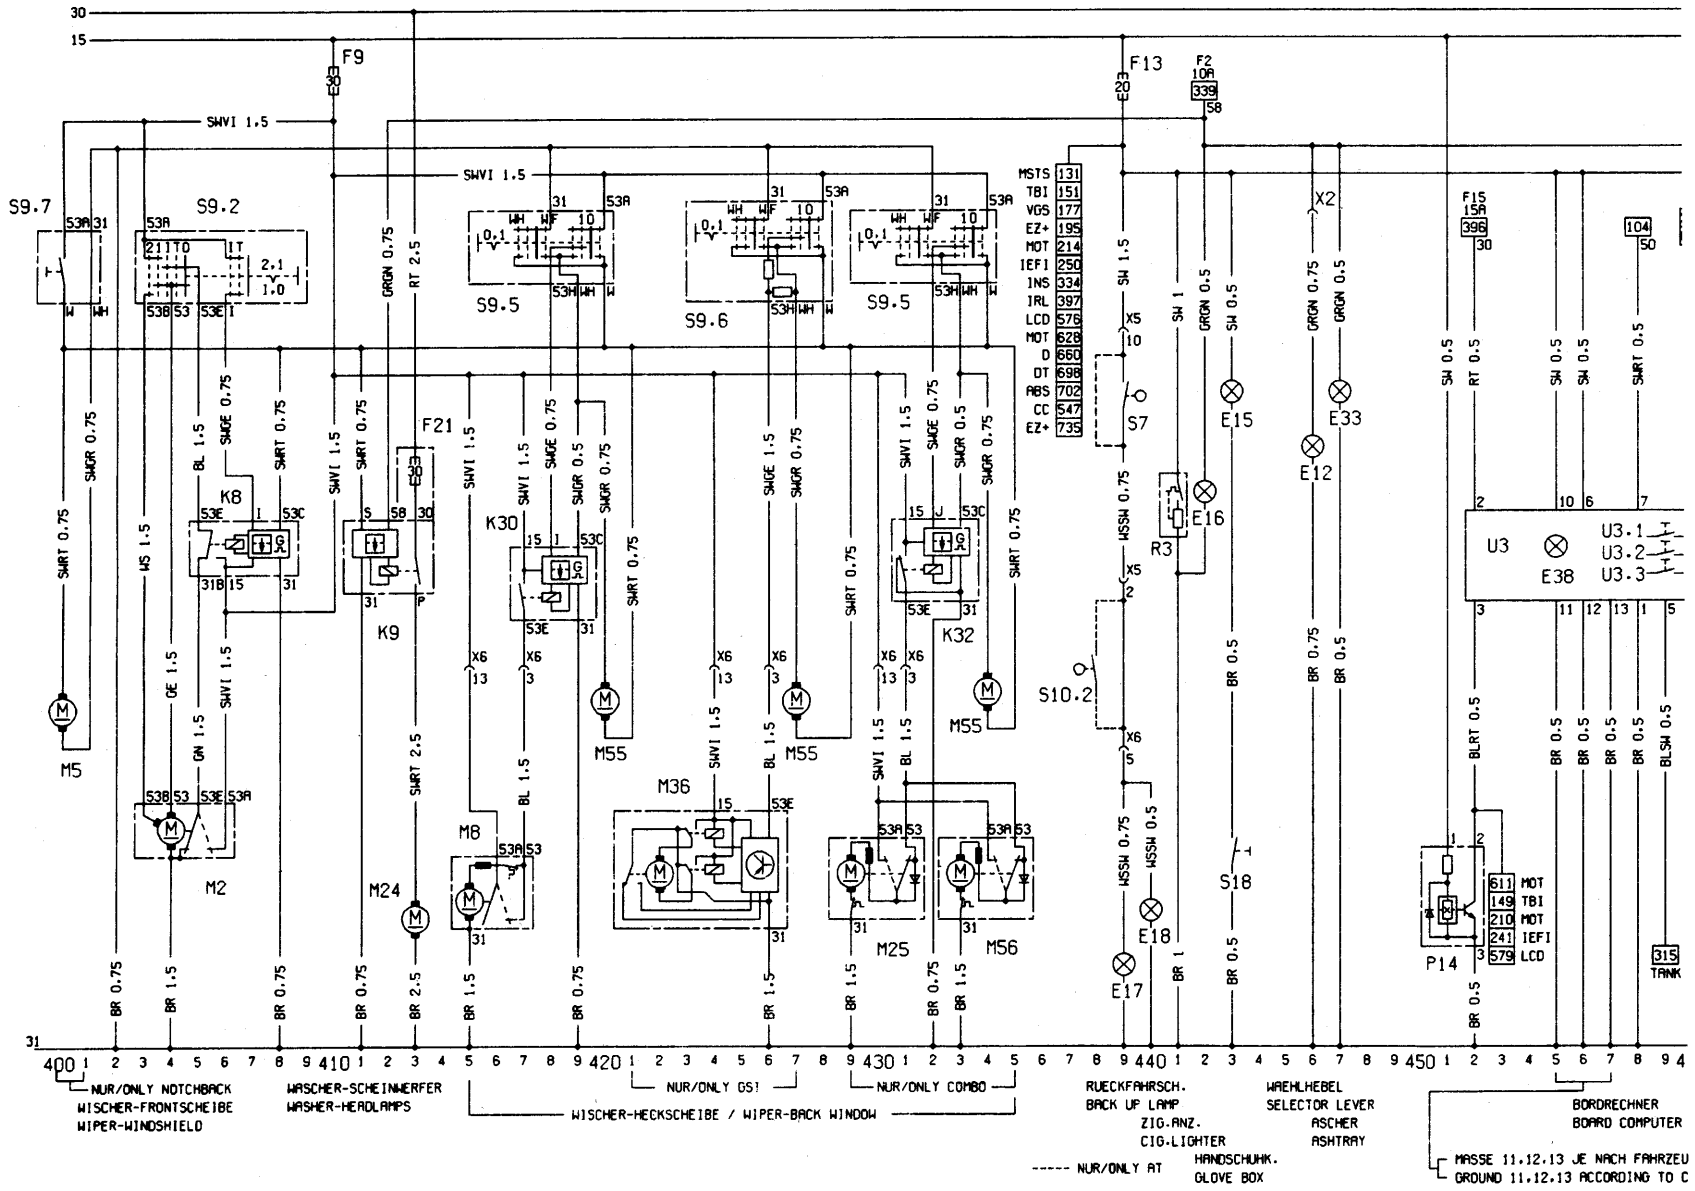 30
15
F9
30
F13
20
F2
10A
339
58
SWVI 1.5
SWVI 1.5
S9.7
53A 31
W WH
S9.2
53A
21ITO IT
2.1
1.0
53B 53 53E I
GRGN 0.75
RT 2.5
31 53A
WH WF 10
0.1
53H WH W
S9.5
31 53A
WH WF 10
53H WH W
S9.6
31 53A
WH WF 10
0.1
53H WH W
S9.5
MSTS 131
TBI 151
VGS 177
EZ+ 195
MOT 214
IEFI 250
INS 334
IRL 397
LCD 576
MOT 628
D 660
DT 698
ABS 702
CC 547
EZ+ 735
SW 1.5
X5
10
S7
SW 1
GRGN 0.5
SW 0.5
X2
GRGN 0.75
GRGN 0.5
F15
15A
396
30
104
50
SW 0.5
RT 0.5
SW 0.5
SW 0.5
SWRT 0.5
E15
E33
E12
E16
R3
SWRT 0.75
SWGR 0.75
WS 1.5
GE 1.5
BL 1.5
SWGE 0.75
SWRT 0.75
SWVI 1.5
SWRT 0.75
F21
30
K8
53E I 53C
G
31B 15 31
S 58 30
31 P
K9
SWVI 1.5
SWVI 1.5
SWGE 0.75
SWGR 0.5
SWGR 0.75
SWRT 0.75
K30
15 I 53C
G
53E 31
SWVI 1.5
SWGE 1.5
SWGR 0.75
SWRT 0.75
SWVI 1.5
SWGE 0.75
SWGR 0.5
SWGR 0.75
SWRT 0.75
15 J 53C
G
53E 31
K32
WSSW 0.75
X5
2
S10.2
X6
5
2 10 6 7
U3
E38
U3.1
U3.2
U3.3
3 11 12 13 1 5
GN 1.5
SWVI 1.5
SWRT 2.5
X6
13
X6
3
X6
13
X6
3
X6
13
X6
3
M
M5
M
M55
M
M55
M
M55
BL 1.5
SWVI 1.5
BL 1.5
SWVI 1.5
BL 1.5
BR 0.5
BR 0.75
BR 0.5
BLRT 0.5
BR 0.5
BR 0.5
BR 0.5
BR 0.5
BLSW 0.5
53B 53 53E 53A
M
M2
M24
M
M8
53A 53
M
31
M36
15 53E
M
31
53A 53
M
31
M25
53A 53
M
31
M56
WSSW 0.75
WSSW 0.5
E18
E17
S18
1 2
3
P14
611 MOT
149 TBI
210 MOT
241 IEFI
579 LCD
315
TANK
BR 0.75
BR 1.5
BR 0.75
BR 0.75
BR 2.5
BR 1.5
BR 0.75
BR 1.5
BR 1.5
BR 0.75
BR 1.5
BR 1
BR 0.5
BR 0.5
31
400 1 2 3 4 5 6 7 8 9 410 1 2 3 4 5 6 7 8 9 420 1 2 3 4 5 6 7 8 9 430 1 2 3 4 5 6 7 8 9 440 1 2 3 4 5 6 7 8 9 450 1 2 3 4 5 6 7 8 9 4
NUR/ONLY NOTCHBACK
WISCHER-FRONTSCHEIBE
WIPER-WINDSHIELD
WASCHER-SCHEINWERFER
WASHER-HEADLAMPS
NUR/ONLY GSI
NUR/ONLY COMBO
WISCHER-HECKSCHEIBE / WIPER-BACK WINDOW
RUECKFAHRSCH.
BACK UP LAMP
ZIG.ANZ.
CIG.LIGHTER
HANDSCHUHK.
GLOVE BOX
NUR/ONLY AT
WAEHLHEBEL
SELECTOR LEVER
ASCHER
ASHTRAY
BORDRECHNER
BOARD COMPUTER
MASSE 11.12.13 JE NACH FAHRZEU
GROUND 11.12.13 ACCORDING TO C